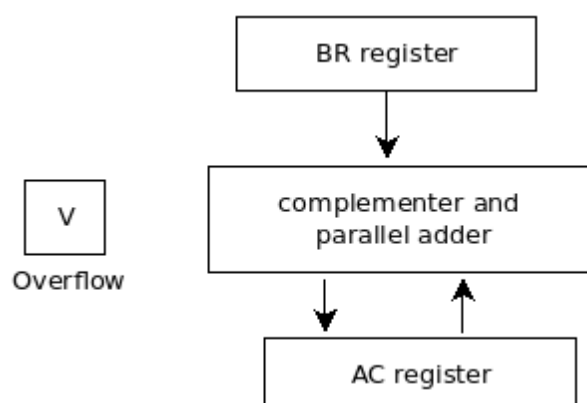 BR register
complementer and
parallel adder
V
Overflow
AC register